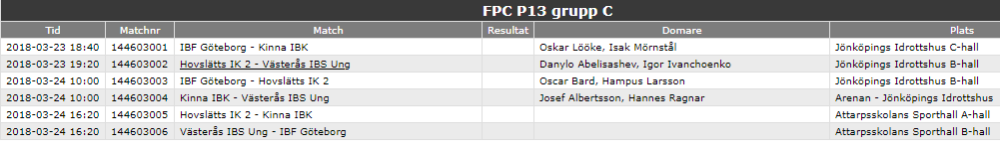 FPC P13 grupp C
Tid Matchnr Match Resultat Domare Plats
2018-03-23 18:40 144603001 IBF Göteborg - Kinna IBK Oskar Lööke, Isak Mörnstål Jönköpings Idrottshus C-hall
2018-03-23 19:20 144603002 Hovslätts IK 2 - Västerås IBS Ung Danylo Abelisashev, Igor Ivanchoenko Jönköpings Idrottshus B-hall
2018-03-24 10:00 144603003 IBF Göteborg - Hovslätts IK 2 Oscar Bard, Hampus Larsson Jönköpings Idrottshus B-hall
2018-03-24 10:00 144603004 Kinna IBK - Västerås IBS Ung Josef Albertsson, Hannes Ragnar Arenan - Jönköpings Idrottshus
2018-03-24 16:20 144603005 Hovslätts IK 2 - Kinna IBK Attarpsskolans Sporthall A-hall
2018-03-24 16:20 144603006 Västerås IBS Ung - IBF Göteborg Attarpsskolans Sporthall B-hall